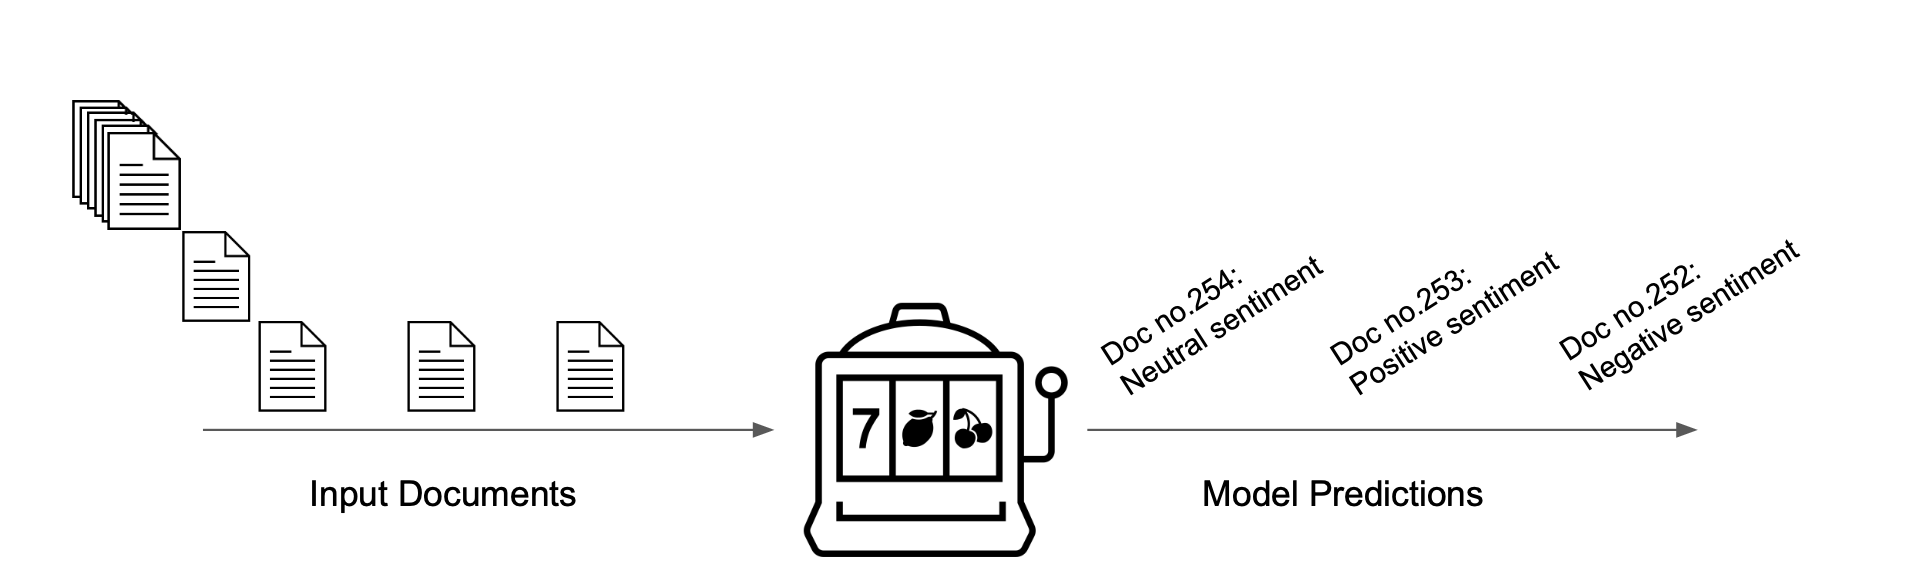 Doc no.254:
Neutral sentiment
Doc no.253:
Positive sentiment
Doc no.252:
Negative sentiment
7
Input Documents
Model Predictions